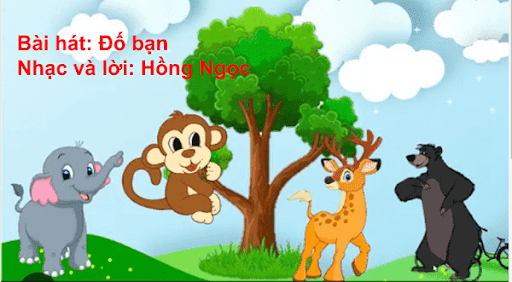 Bài hát: Đố bạn
Nhạc và lời: Hồng Ngọc